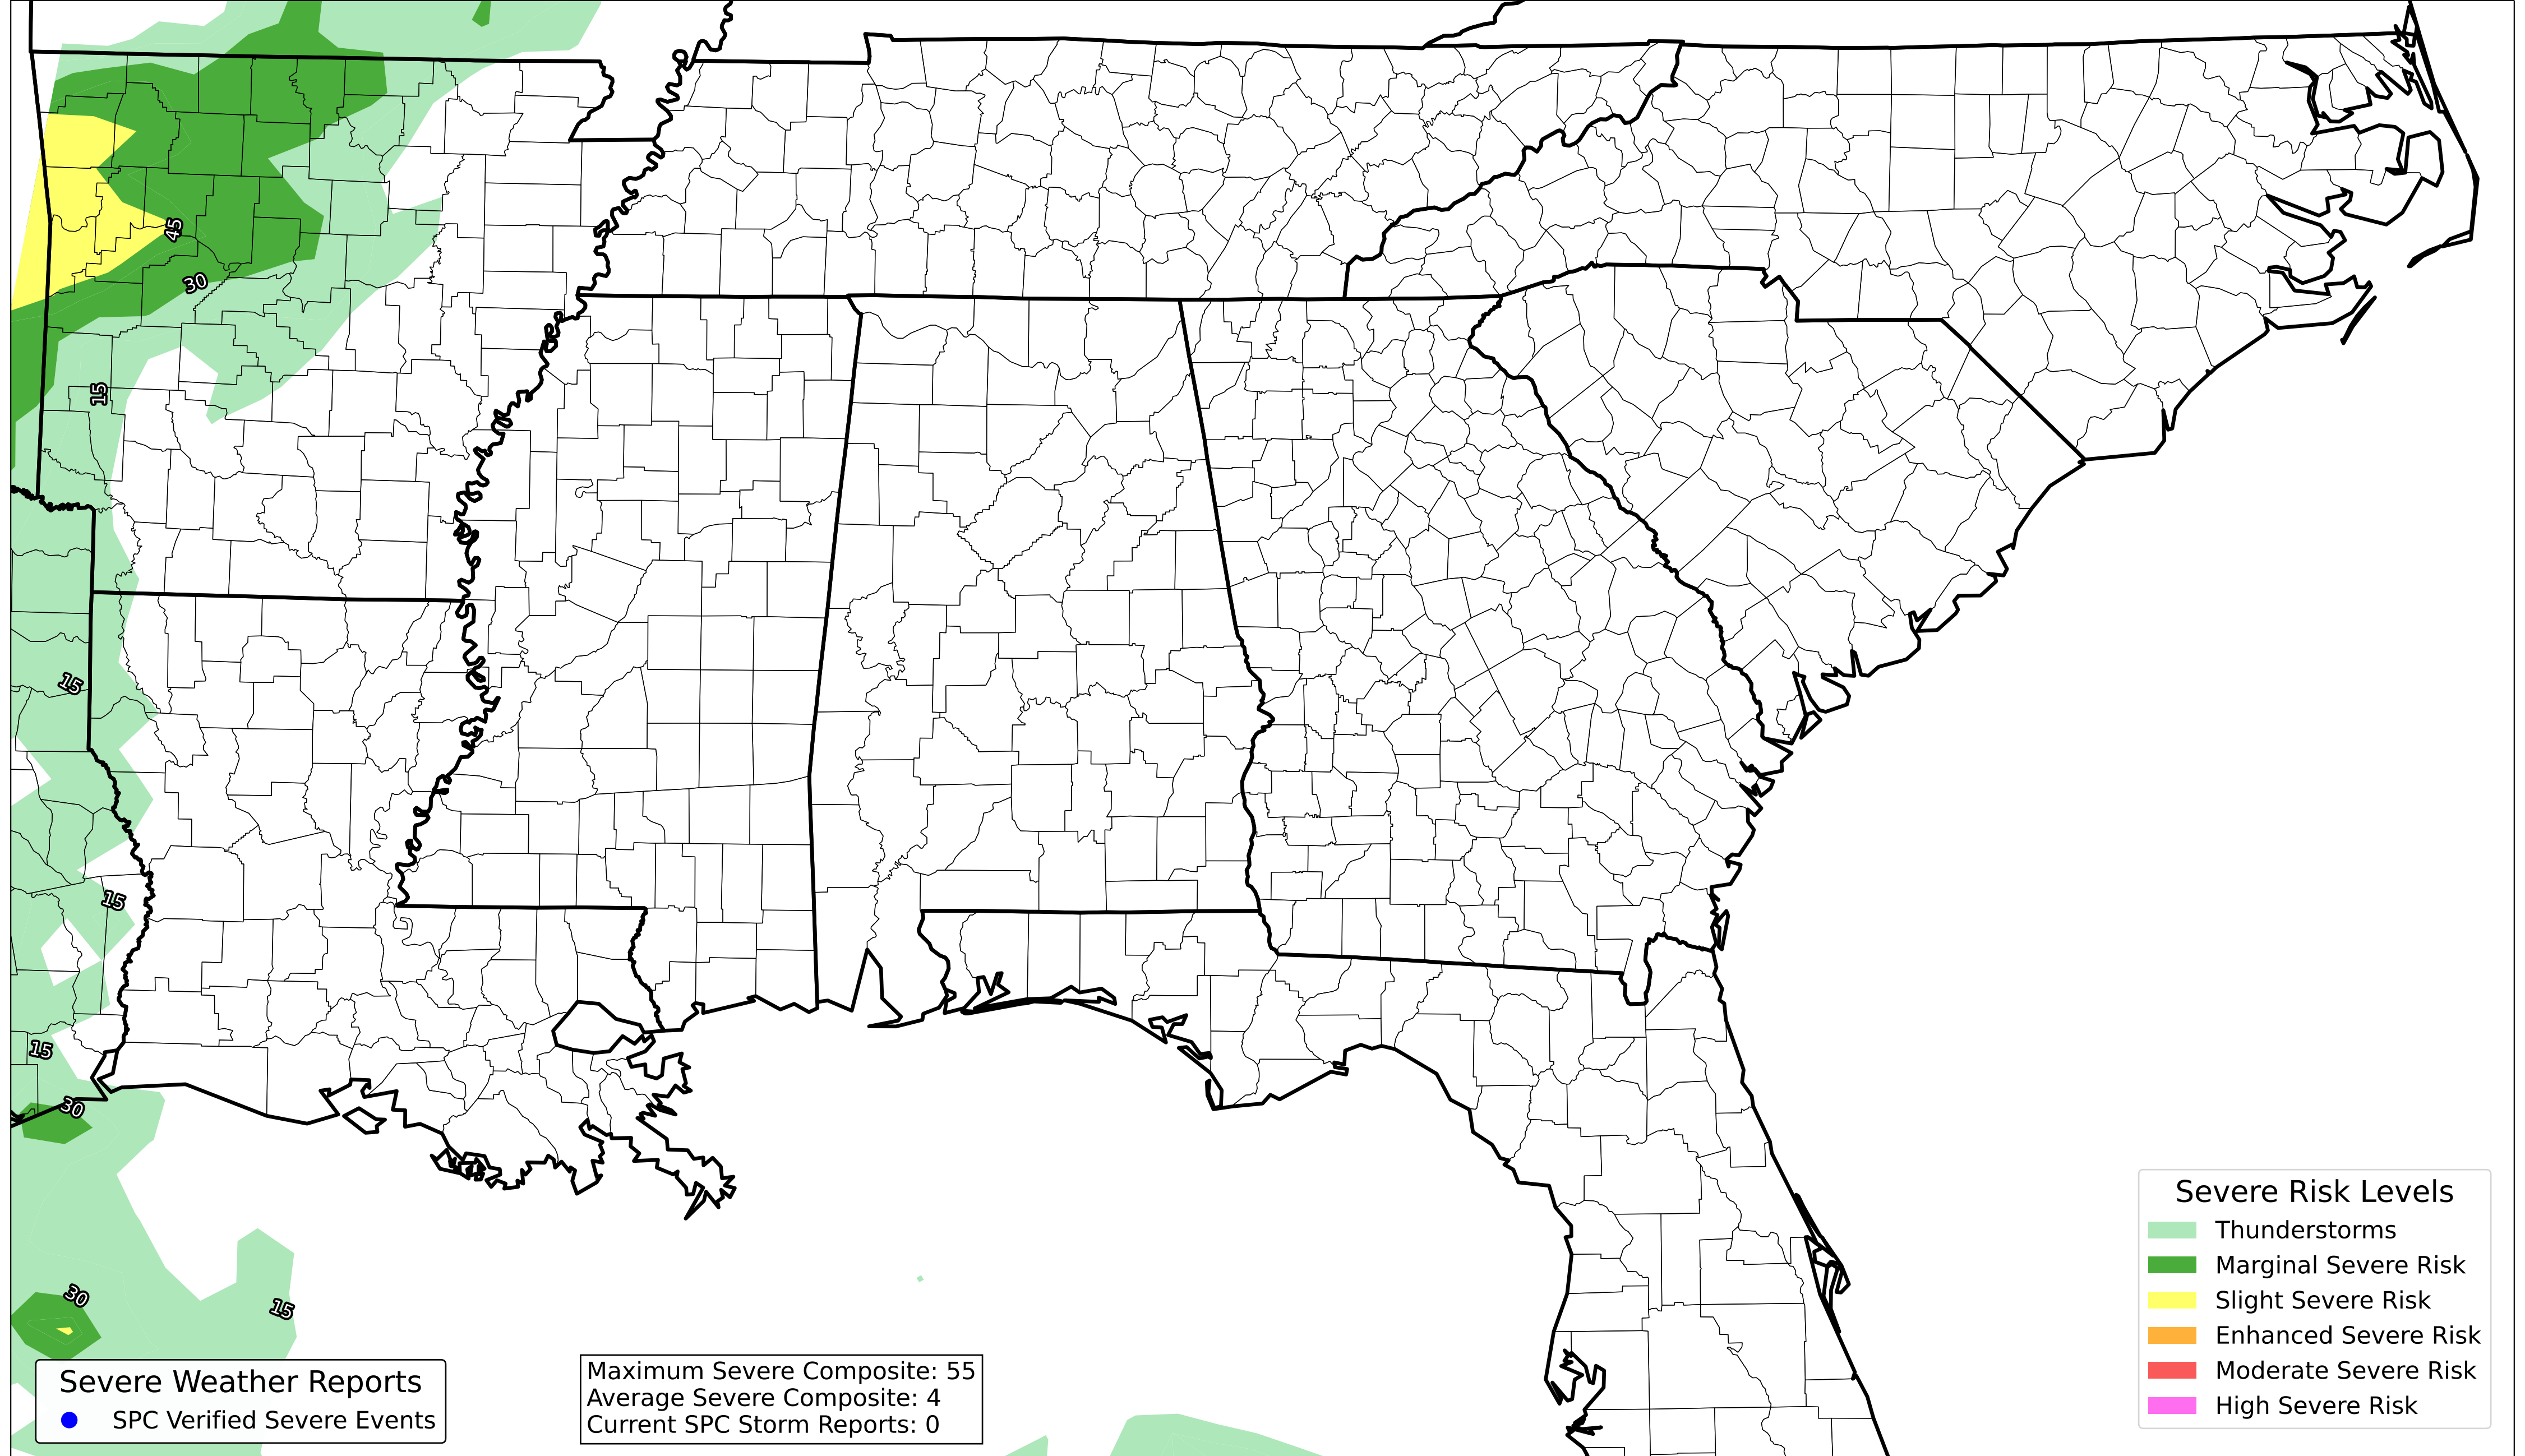 45
30
15
15
15
15
30
30
15
Severe Weather Reports
SPC Verified Severe Events
Maximum Severe Composite: 55
Average Severe Composite: 4
Current SPC Storm Reports: 0
Severe Risk Levels
Thunderstorms
Marginal Severe Risk
Slight Severe Risk
Enhanced Severe Risk
Moderate Severe Risk
High Severe Risk